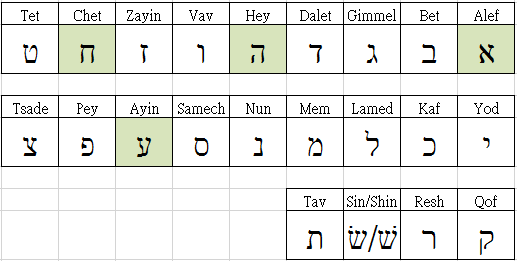 Tet Chet Zayin Vav Hey Dalet Gimmel Bet Alef
א ב ג ד ה ו ז ח ט
Tsade Pey Ayin Samech Nun Mem Lamed Kaf Yod
י כ ל מ נ ס ע פ צ
Tav Sin/Shin Resh Qof
ק ר שׁ/שׂ ת